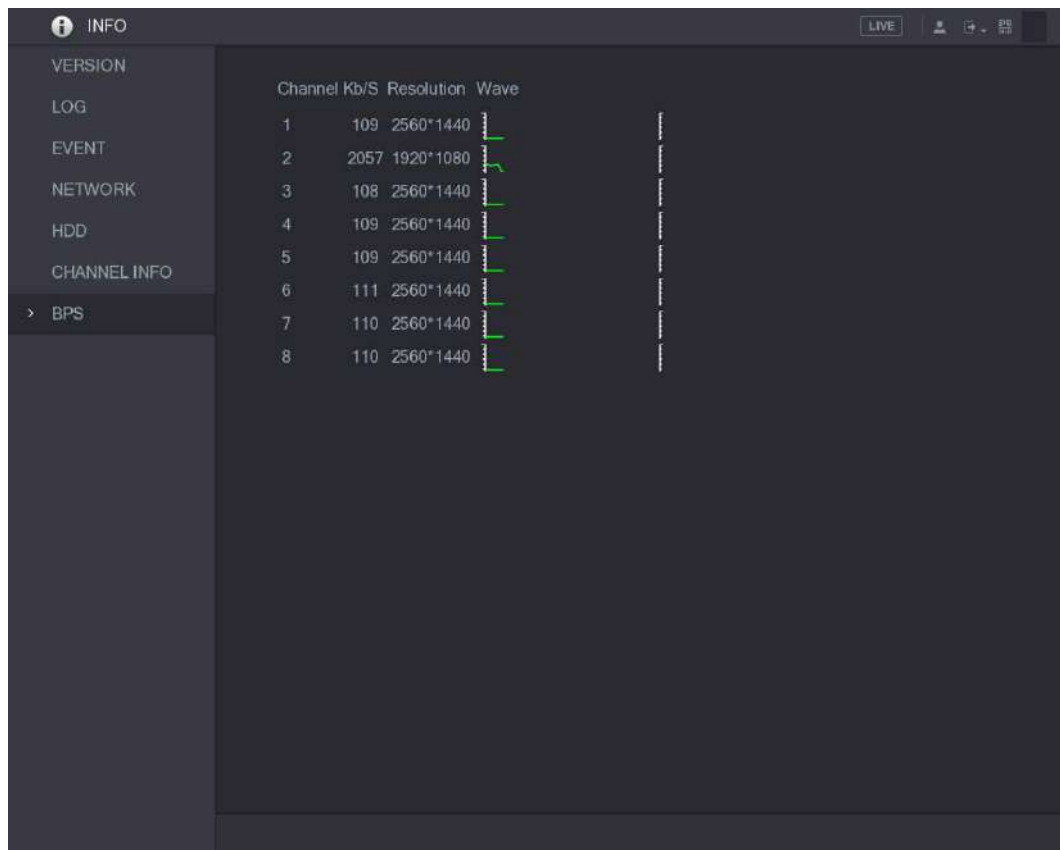 INFO
LIVE
VERSION
LOG
EVENT
NETWORK
HDD
CHANNEL INFO
> BPS
Channel Kb/S Resolution Wave
1 109 2560*1440
2 2057 1920*1080
3 108 2560*1440
4 109 2560*1440
5 109 2560*1440
6 111 2560*1440
7 110 2560*1440
8 110 2560*1440